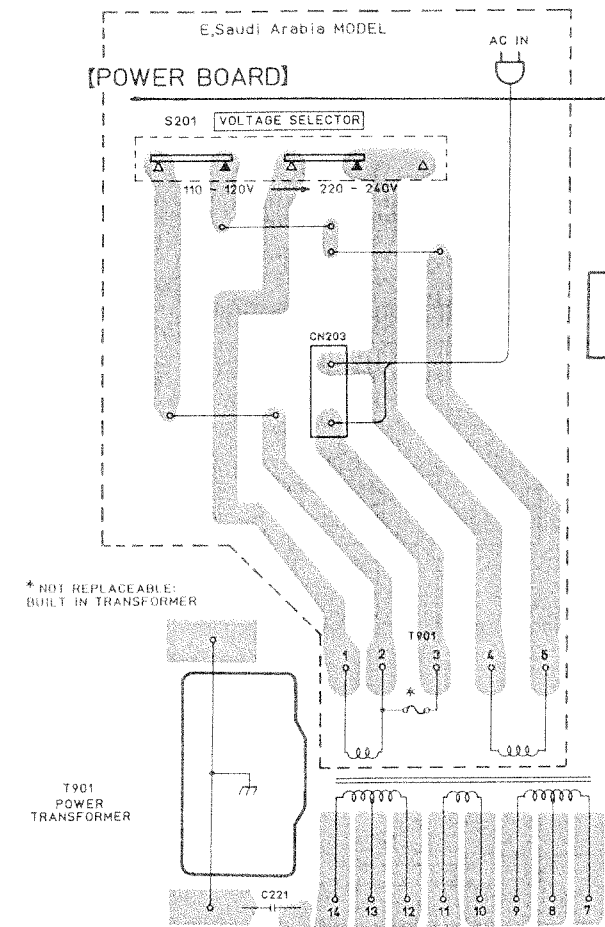 E,Saudi Arabia MODEL
AC IN
【POWER BOARD】
S201 VOLTAGE SELECTOR
110 - 120V 220 - 240V
CN203
* NOT REPLACEABLE:
BUILT IN TRANSFORMER
T901
1 2 3 4 5
*
T901
POWER
TRANSFORMER
C221
14 13 12 11 10 9 8 7